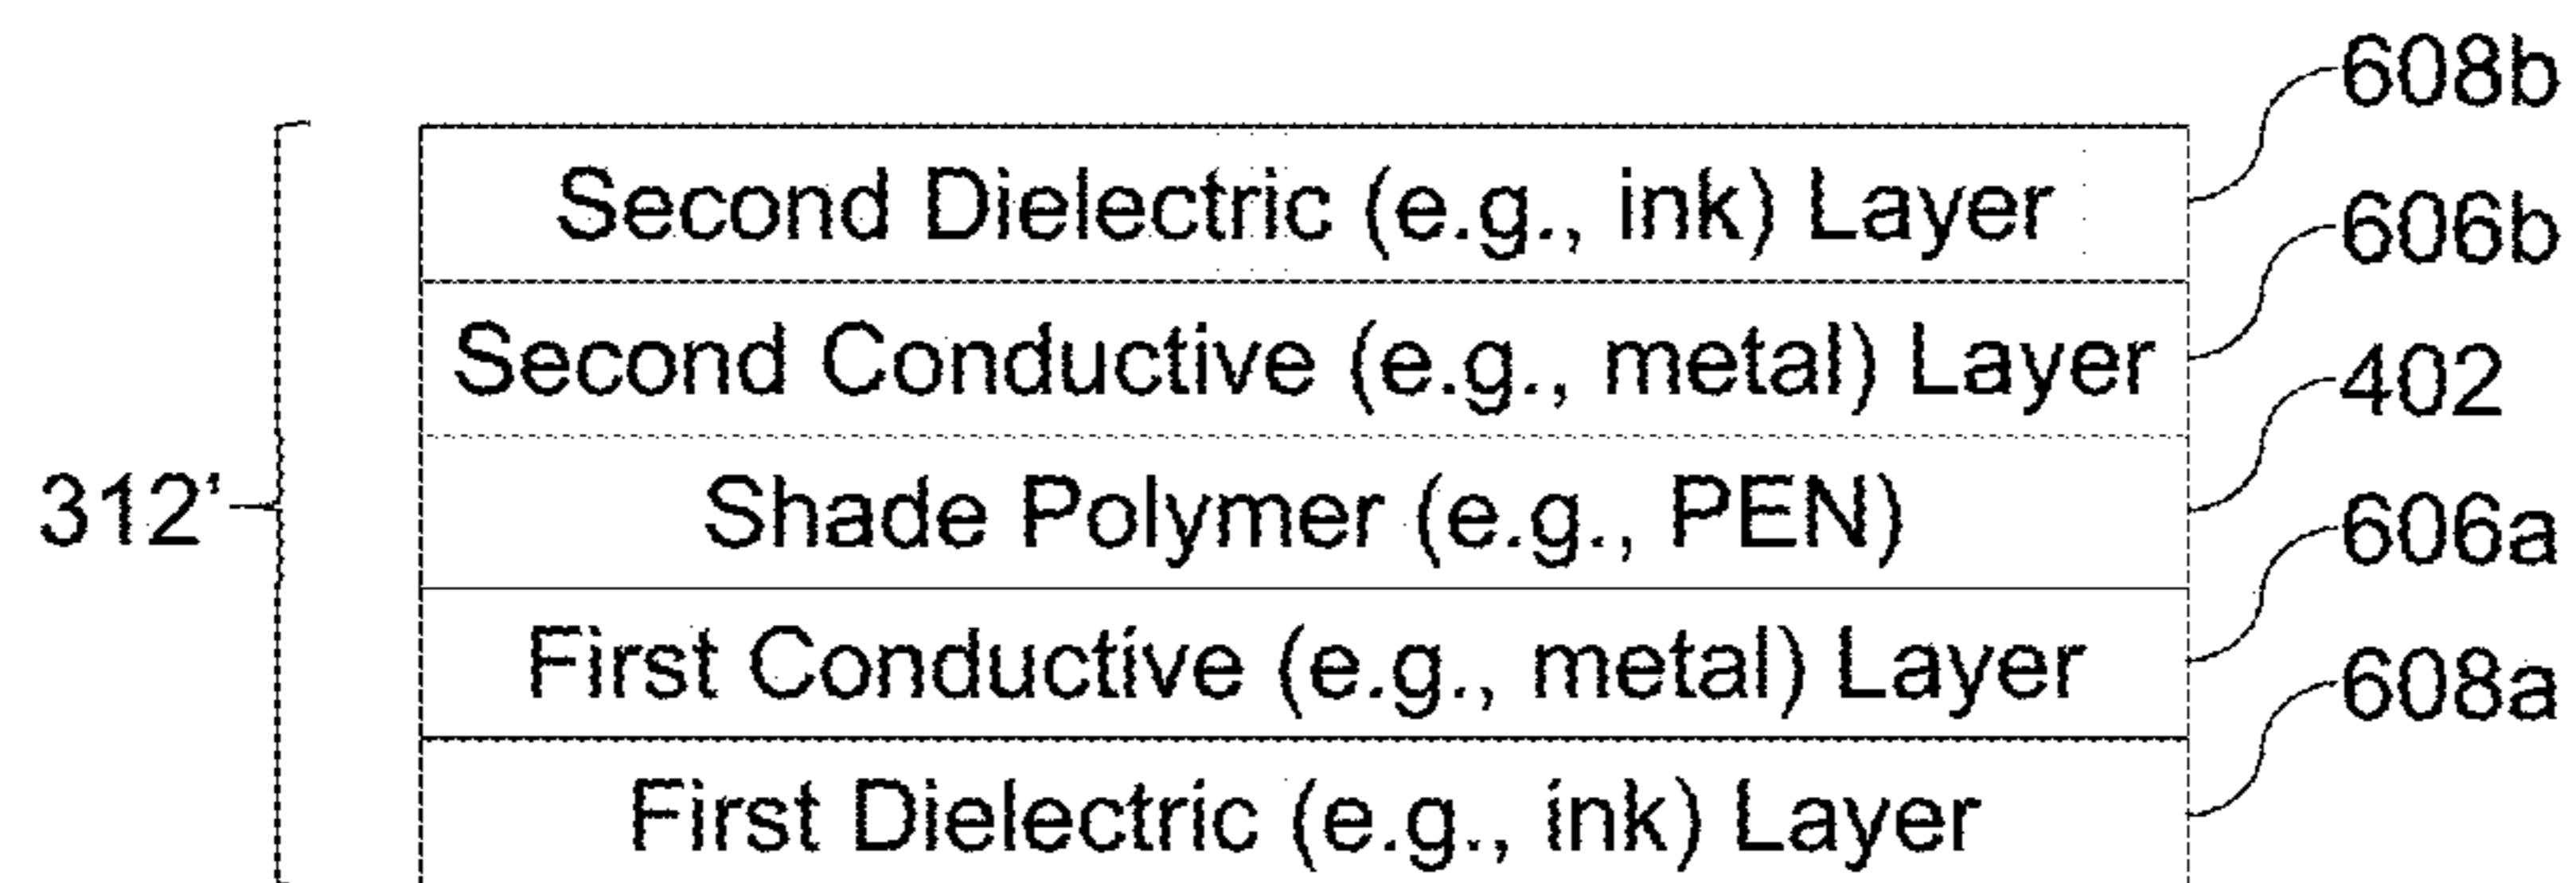 608b
Second Dielectric (e.g., ink) Layer
606b
Second Conductive (e.g., metal) Layer
402
312' Shade Polymer (e.g., PEN)
606a
First Conductive (e.g., metal) Layer
608a
First Dielectric (e.g., ink) Layer